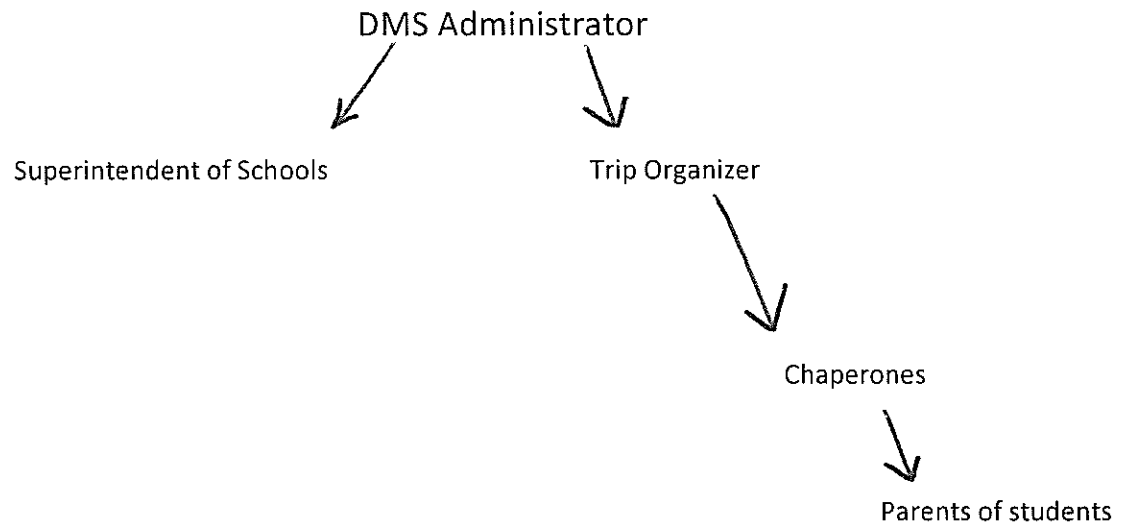 DMS Administrator
Superintendent of Schools
Trip Organizer
Chaperones
Parents of students